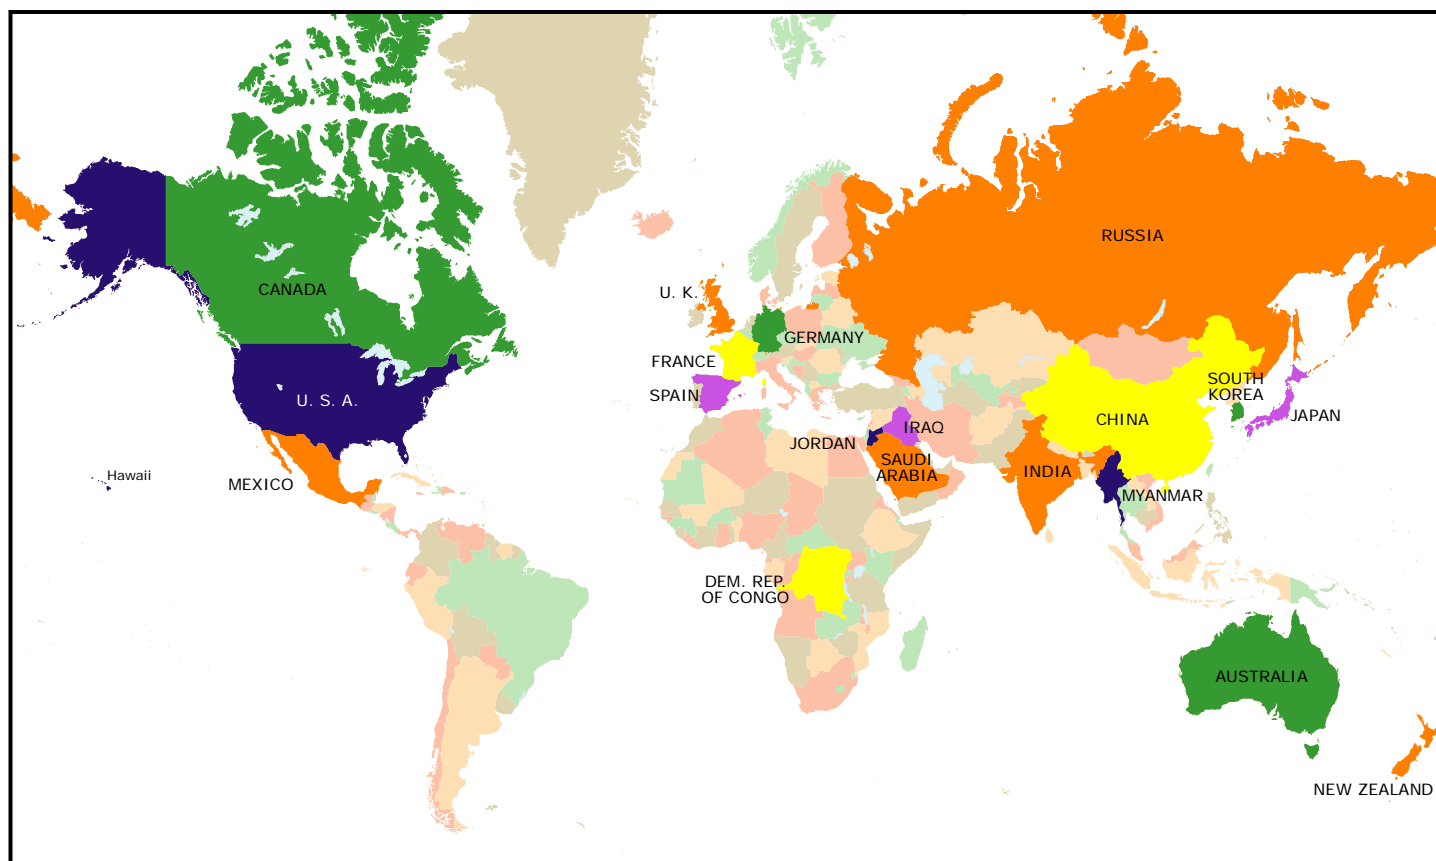 RUSSIA
CANADA
U. K.
GERMANY
FRANCE
SPAIN
SOUTH
KOREA
U. S. A.
CHINA
JAPAN
IRAQ
JORDAN
SAUDI
ARABIA
INDIA
Hawaii
MEXICO
MYANMAR
DEM. REP.
OF CONGO
AUSTRALIA
NEW ZEALAND